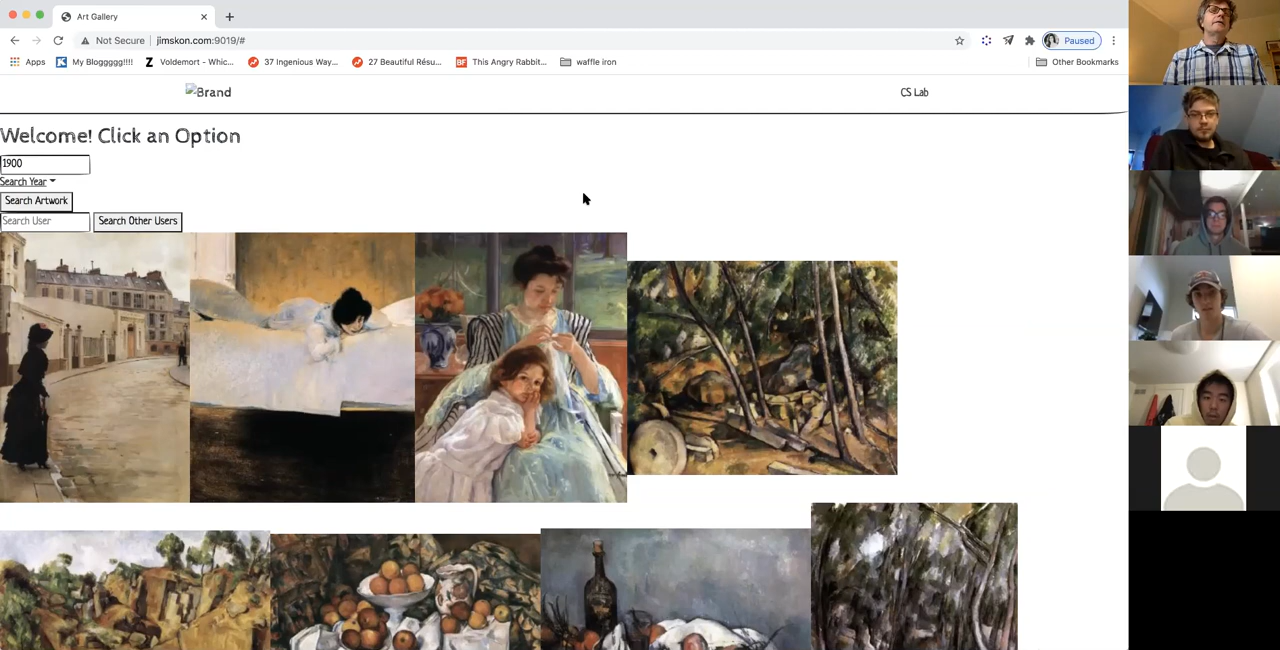 Art Gallery
Not Secure jimskon.com:9019/#
Paused
Apps My Bloggggg!!!! Voldemort - Whic... 37 Ingenious Way... 27 Beautiful Résu... BF This Angry Rabbit... waffle iron Other Bookmarks
Brand CS Lab
Welcome! Click an Option
1900
Search Year
Search Artwork
Search User Search Other Users